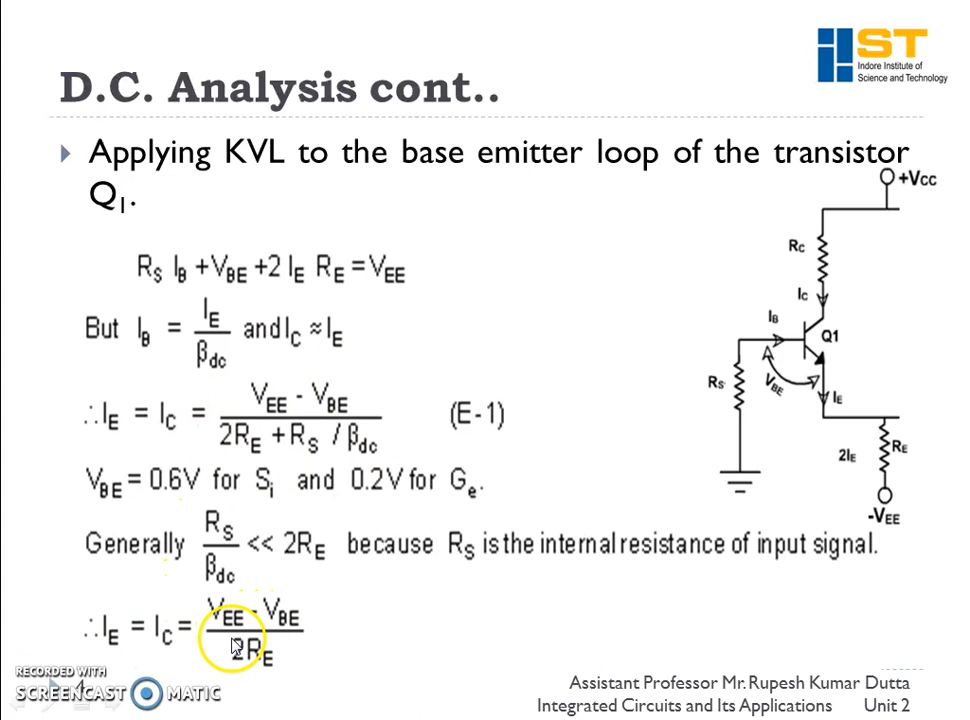 IIST
Indore Institute of
Science and Technology
D.C. Analysis cont..
Applying KVL to the base emitter loop of the transistor
Q1.
+VCC
RC
IC
IB
Q1
RS
VBE
IE
2IE
RE
-VEE
RS IB +VBE +2 IE RE = VEE
But IB = IE / βdc and IC ≈ IE
∴ IE = IC = VEE - VBE / 2RE + RS / βdc (E-1)
VBE = 0.6V for Si and 0.2V for Ge.
Generally RS / βdc << 2RE because RS is the internal resistance of input signal.
∴ IE = IC = VEE - VBE / 2RE
RECORDED WITH
SCREENCAST MATIC
4
Assistant Professor Mr. Rupesh Kumar Dutta
Integrated Circuits and Its Applications Unit 2